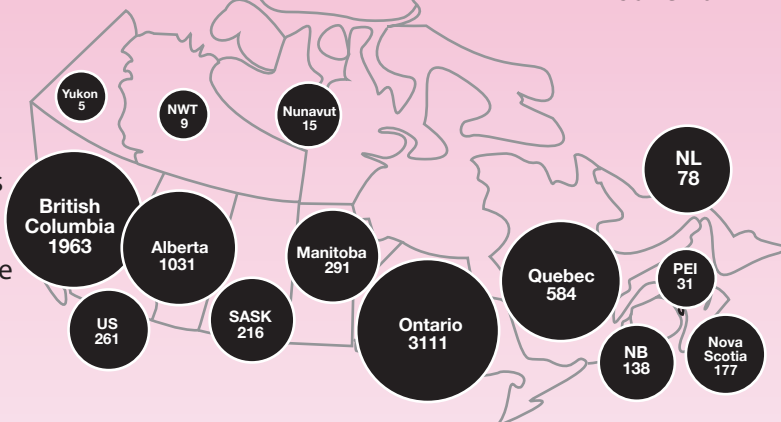 Yukon
5
NWT
9
Nunavut
15
NL
78
British
Columbia
1963
Alberta
1031
Manitoba
291
Quebec
584
PEI
31
US
261
SASK
216
Ontario
3111
NB
138
Nova
Scotia
177